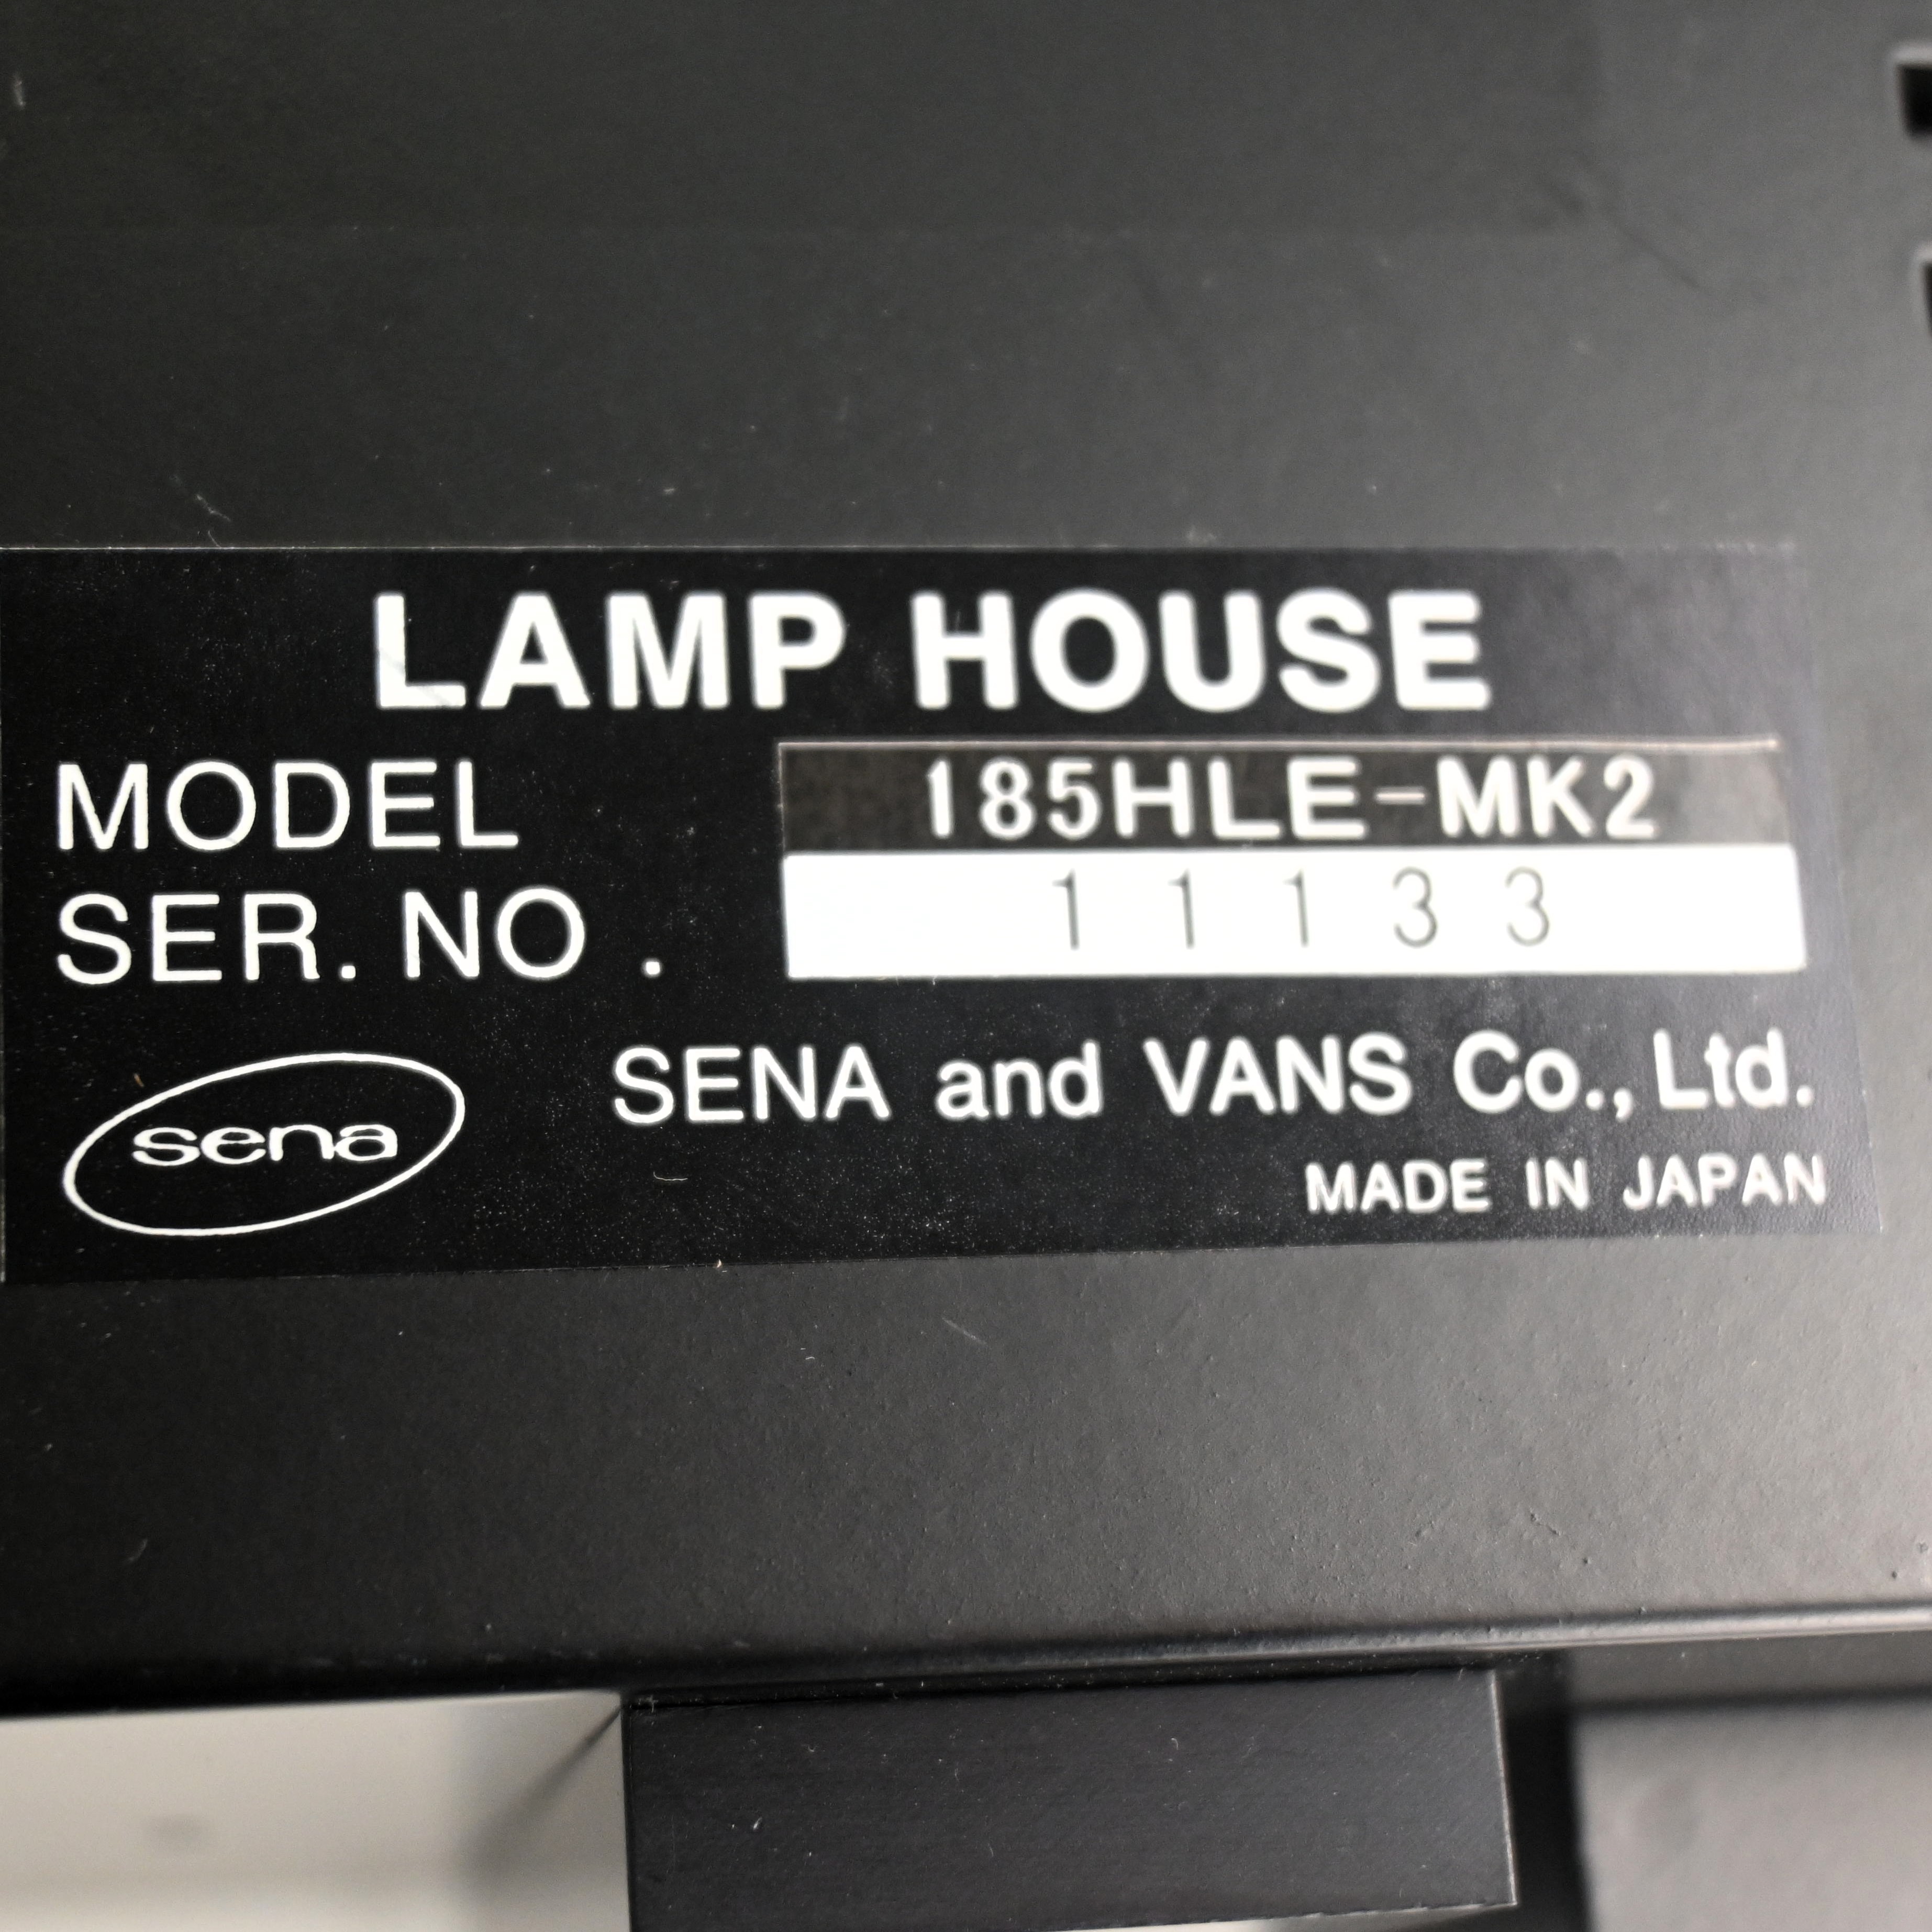 LAMP HOUSE
MODEL 185HLE-MK2
SER. NO. 11133
sena SENA and VANS Co., Ltd.
MADE IN JAPAN